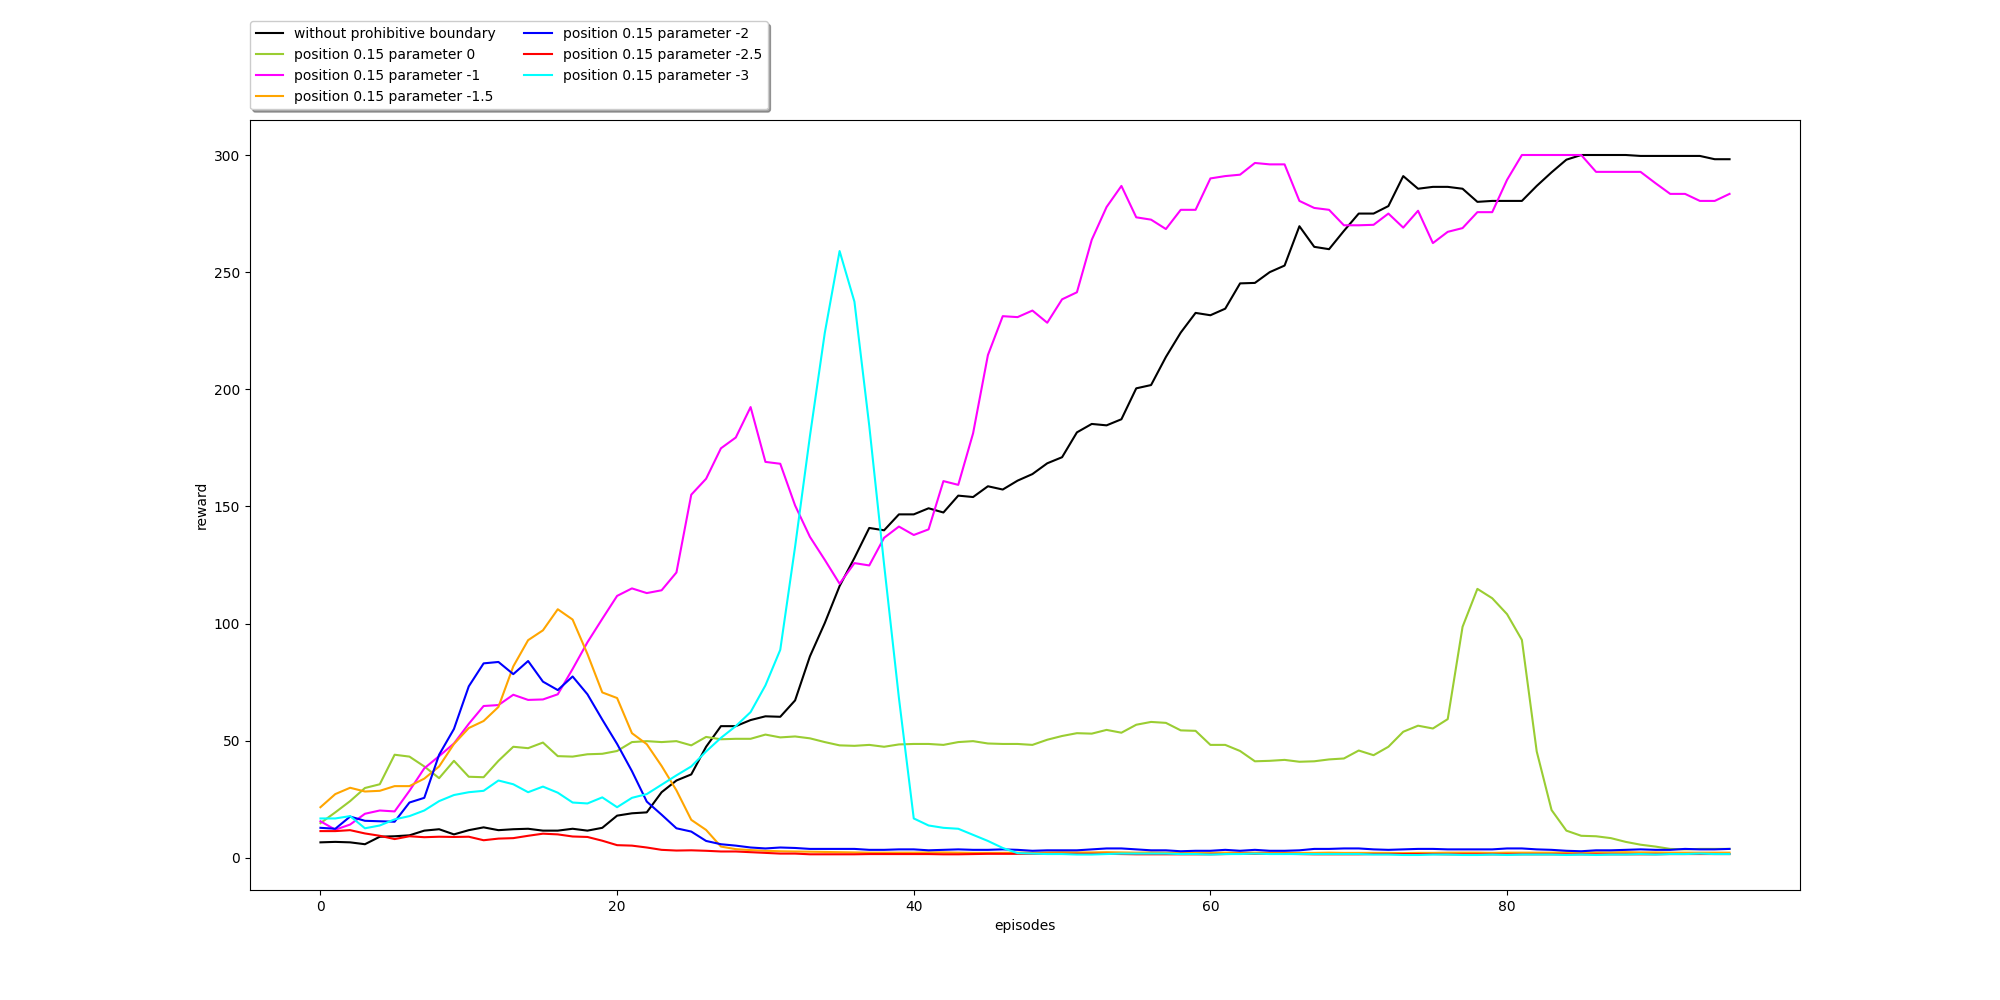 without prohibitive boundary
position 0.15 parameter 0
position 0.15 parameter -1
position 0.15 parameter -1.5
position 0.15 parameter -2
position 0.15 parameter -2.5
position 0.15 parameter -3
300
250
200
150
100
50
0
reward
0 20 40 60 80
episodes